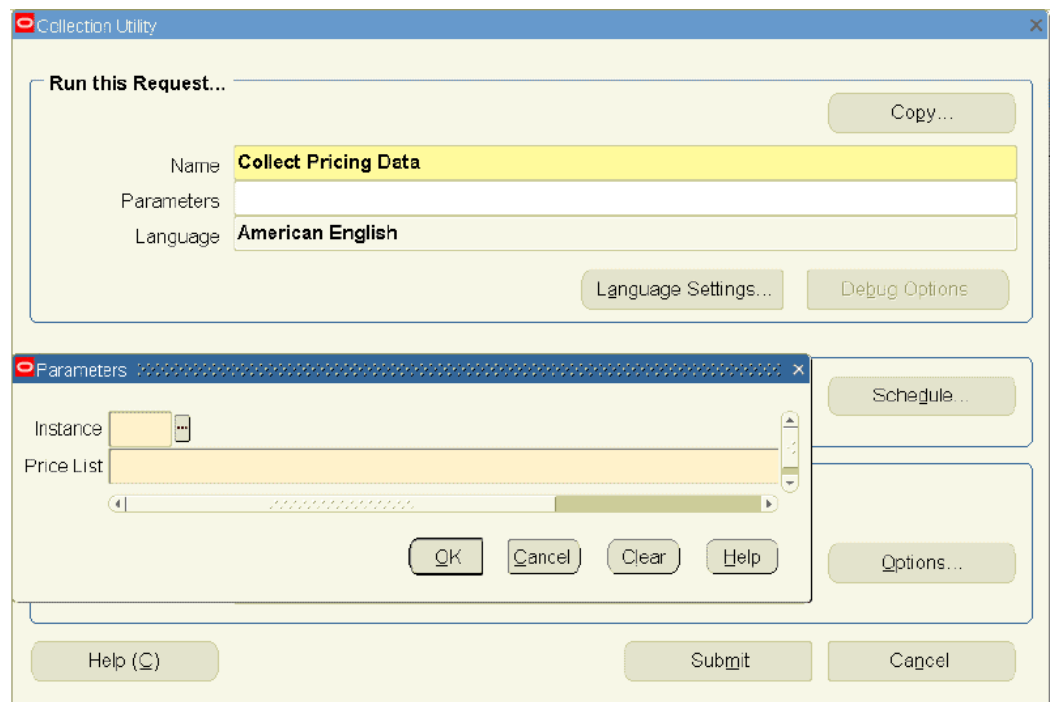 Collection Utility
Run this Request...
Copy...
Name Collect Pricing Data
Parameters
Language American English
Language Settings... Debug Options
Parameters
Schedule...
Instance
Price List
OK Cancel Clear Help
Options...
Help (C) Submit Cancel